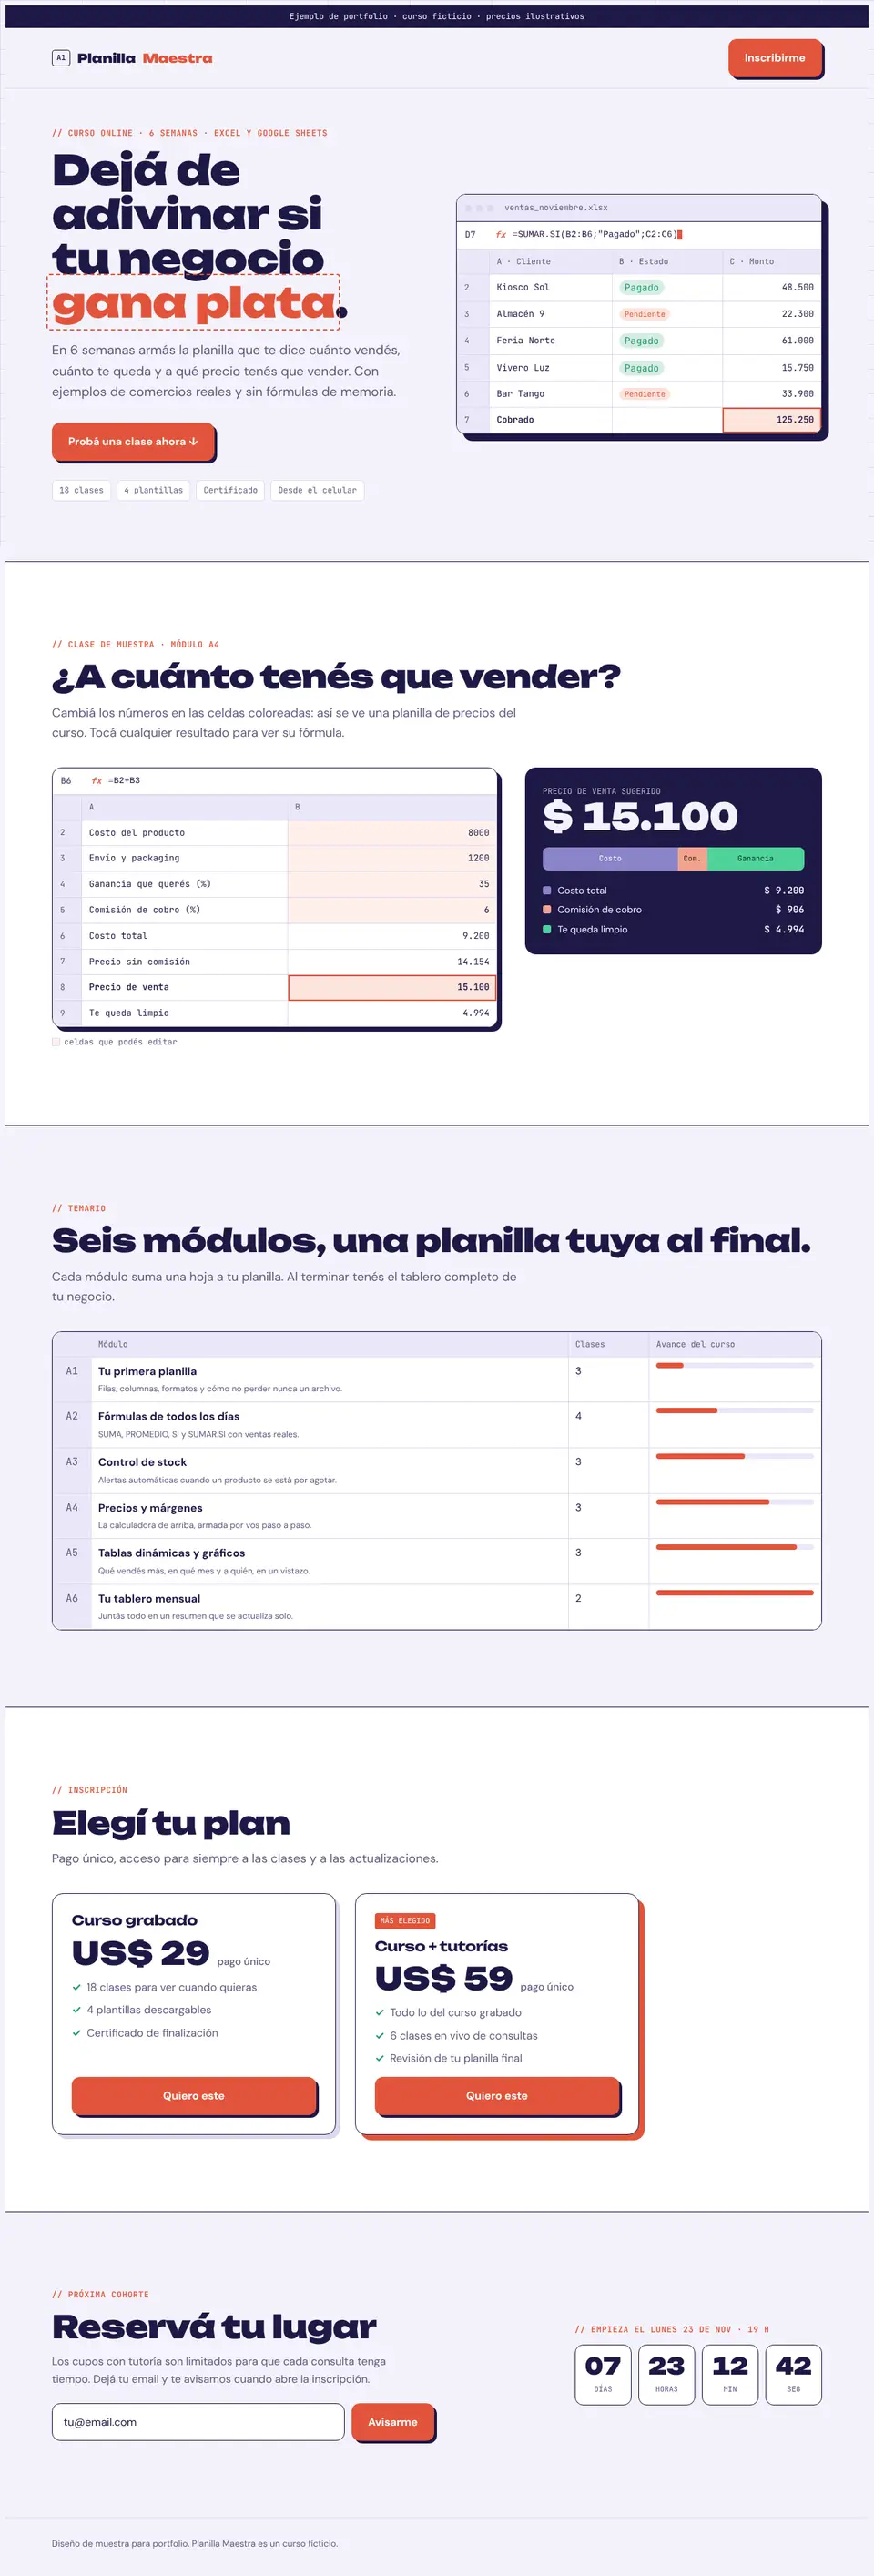 Ejemplo de portfolio · curso ficticio · precios ilustrativos
A1 Planilla Maestra
Inscribirme
// CURSO ONLINE · 6 SEMANAS · EXCEL Y GOOGLE SHEETS
Dejá de
adivinar si
tu negocio
gana plata.
En 6 semanas armás la planilla que te dice cuánto vendés,
cuánto te queda y a qué precio tenés que vender. Con
ejemplos de comercios reales y sin fórmulas de memoria.
Probá una clase ahora ↓
18 clases
4 plantillas
Certificado
Desde el celular
ventas_noviembre.xlsx
D7 fx =SUMAR.SI(B2:B6;"Pagado";C2:C6)
A · Cliente B · Estado C · Monto
2 Kiosco Sol Pagado 48.500
3 Almacén 9 Pendiente 22.300
4 Feria Norte Pagado 61.000
5 Vivero Luz Pagado 15.750
6 Bar Tango Pendiente 33.900
7 Cobrado 125.250
// CLASE DE MUESTRA · MÓDULO A4
¿A cuánto tenés que vender?
Cambiá los números en las celdas coloreadas: así se ve una planilla de precios del
curso. Tocá cualquier resultado para ver su fórmula.
B6 fx =B2+B3
A B
2 Costo del producto 8000
3 Envío y packaging 1200
4 Ganancia que querés (%) 35
5 Comisión de cobro (%) 6
6 Costo total 9.200
7 Precio sin comisión 14.154
8 Precio de venta 15.100
9 Te queda limpio 4.994
celdas que podés editar
PRECIO DE VENTA SUGERIDO
$ 15.100
Costo Com. Ganancia
Costo total $ 9.200
Comisión de cobro $ 906
Te queda limpio $ 4.994
// TEMARIO
Seis módulos, una planilla tuya al final.
Cada módulo suma una hoja a tu planilla. Al terminar tenés el tablero completo de
tu negocio.
Módulo Clases Avance del curso
A1 Tu primera planilla 3
Filas, columnas, formatos y cómo no perder nunca un archivo.
A2 Fórmulas de todos los días 4
SUMA, PROMEDIO, SI y SUMAR.SI con ventas reales.
A3 Control de stock 3
Alertas automáticas cuando un producto se está por agotar.
A4 Precios y márgenes 3
La calculadora de arriba, armada por vos paso a paso.
A5 Tablas dinámicas y gráficos 3
Qué vendés más, en qué mes y a quién, en un vistazo.
A6 Tu tablero mensual 2
Juntás todo en un resumen que se actualiza solo.
// INSCRIPCIÓN
Elegí tu plan
Pago único, acceso para siempre a las clases y a las actualizaciones.
Curso grabado
US$ 29 pago único
✓ 18 clases para ver cuando quieras
✓ 4 plantillas descargables
✓ Certificado de finalización
Quiero este
MÁS ELEGIDO
Curso + tutorías
US$ 59 pago único
✓ Todo lo del curso grabado
✓ 6 clases en vivo de consultas
✓ Revisión de tu planilla final
Quiero este
// PRÓXIMA COHORTE
Reservá tu lugar
Los cupos con tutoría son limitados para que cada consulta tenga
tiempo. Dejá tu email y te avisamos cuando abre la inscripción.
tu@email.com
Avisarme
// EMPIEZA EL LUNES 23 DE NOV · 19 H
07 23 12 42
DÍAS HORAS MIN SEG
Diseño de muestra para portfolio. Planilla Maestra es un curso ficticio.